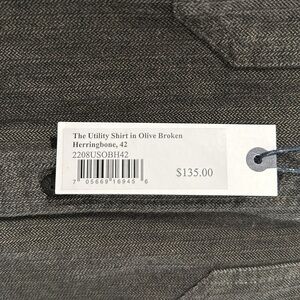 The Utility Shirt in Olive Broken
Herringbone, 42
2208USOBH42
$135.00
7 05669 16945 6